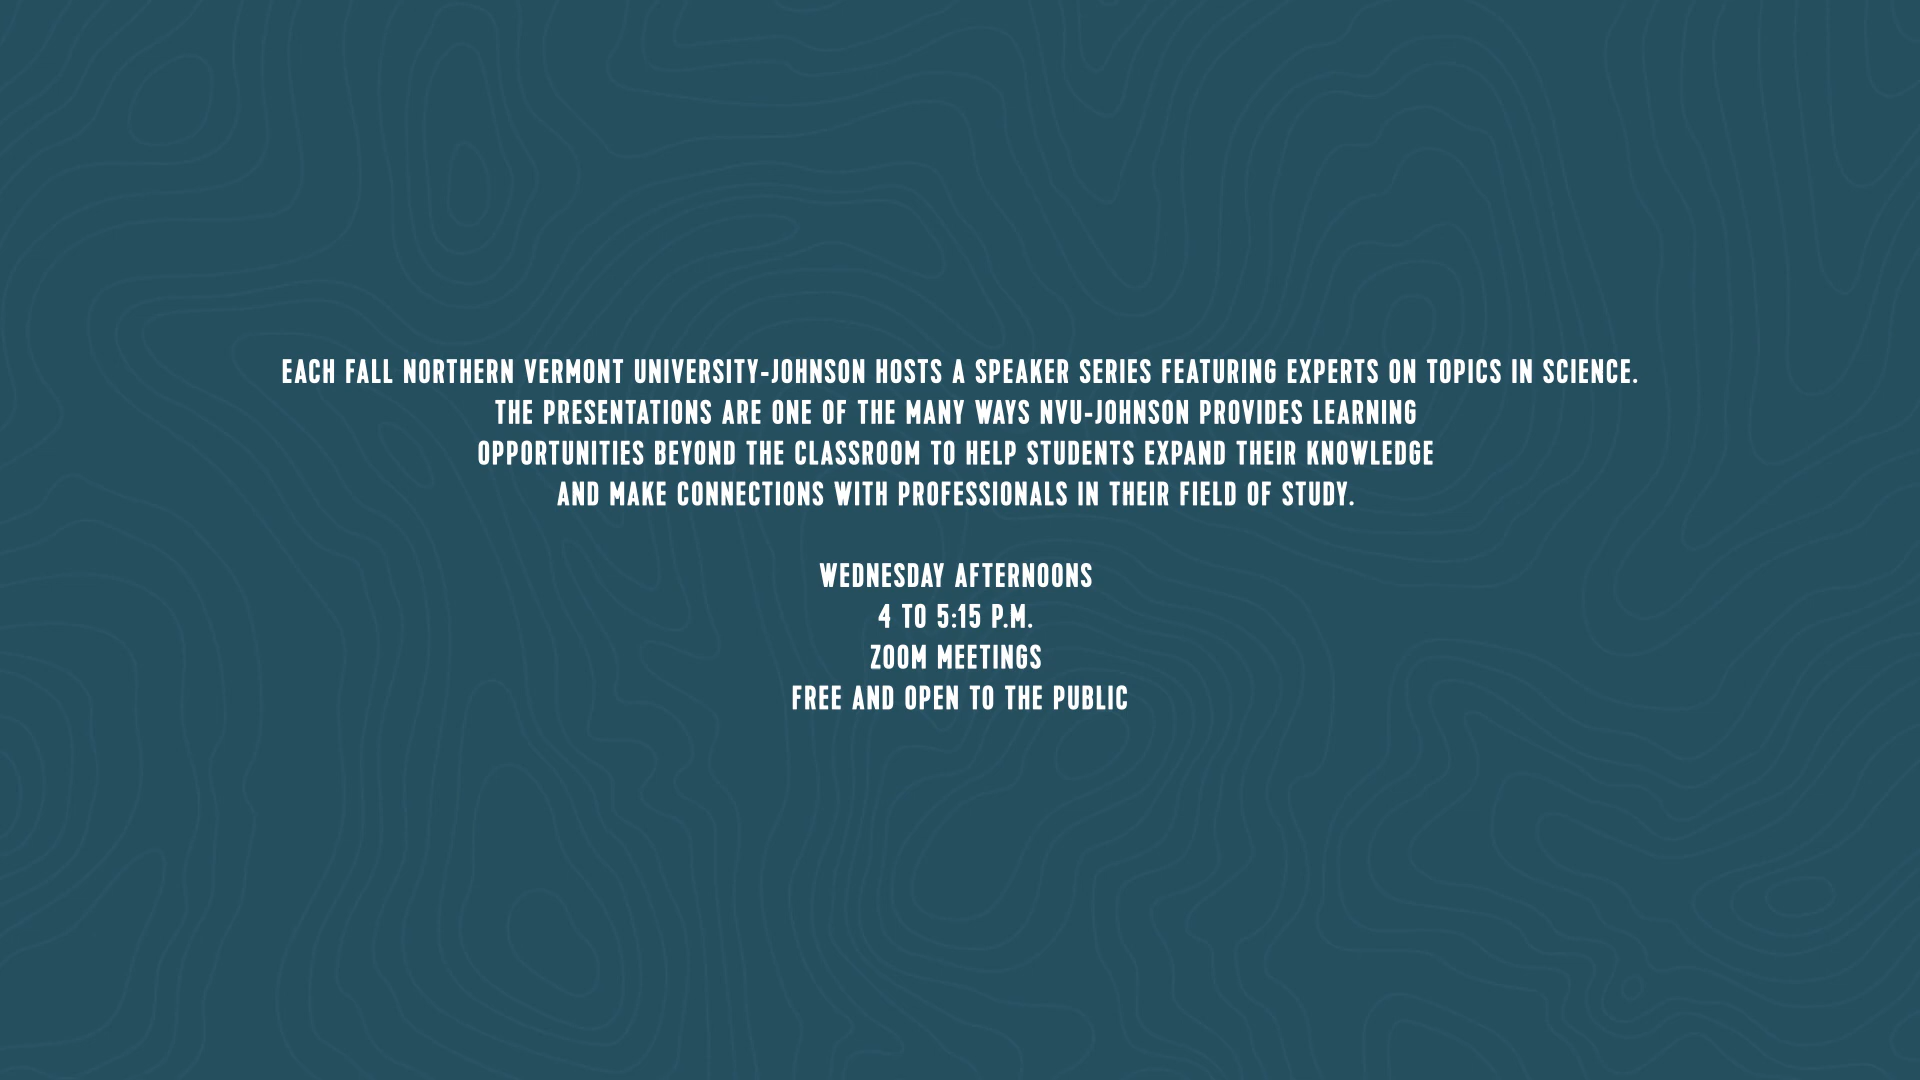 EACH FALL NORTHERN VERMONT UNIVERSITY-JOHNSON HOSTS A SPEAKER SERIES FEATURING EXPERTS ON TOPICS IN SCIENCE.
THE PRESENTATIONS ARE ONE OF THE MANY WAYS NVU-JOHNSON PROVIDES LEARNING
OPPORTUNITIES BEYOND THE CLASSROOM TO HELP STUDENTS EXPAND THEIR KNOWLEDGE
AND MAKE CONNECTIONS WITH PROFESSIONALS IN THEIR FIELD OF STUDY.
WEDNESDAY AFTERNOONS
4 TO 5:15 P.M.
ZOOM MEETINGS
FREE AND OPEN TO THE PUBLIC